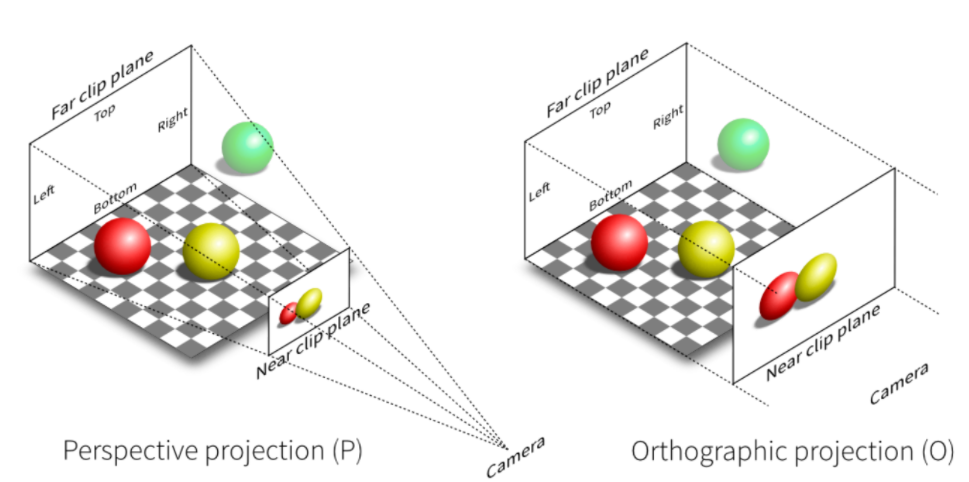 Far clip plane
Top
Right
Left
Bottom
Near clip plane
Camera
Perspective projection (P)
Far clip plane
Top
Right
Left
Bottom
Near clip plane
Camera
Orthographic projection (O)